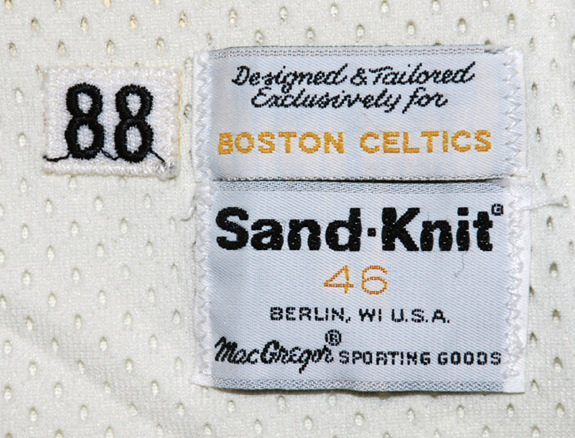 88
Designed & Tailored
Exclusively for
BOSTON CELTICS
Sand·Knit®
46
BERLIN, WI U.S.A.
MacGregor® SPORTING GOODS